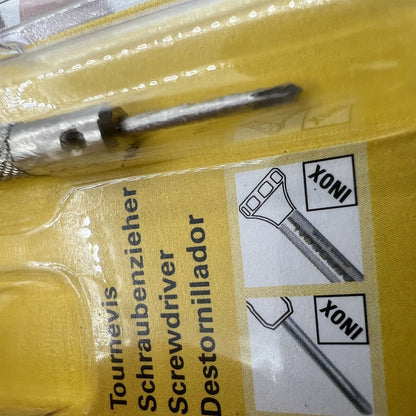 Tournevis
Schraubenzieher
Screwdriver
Destornillador
INOX
INOX